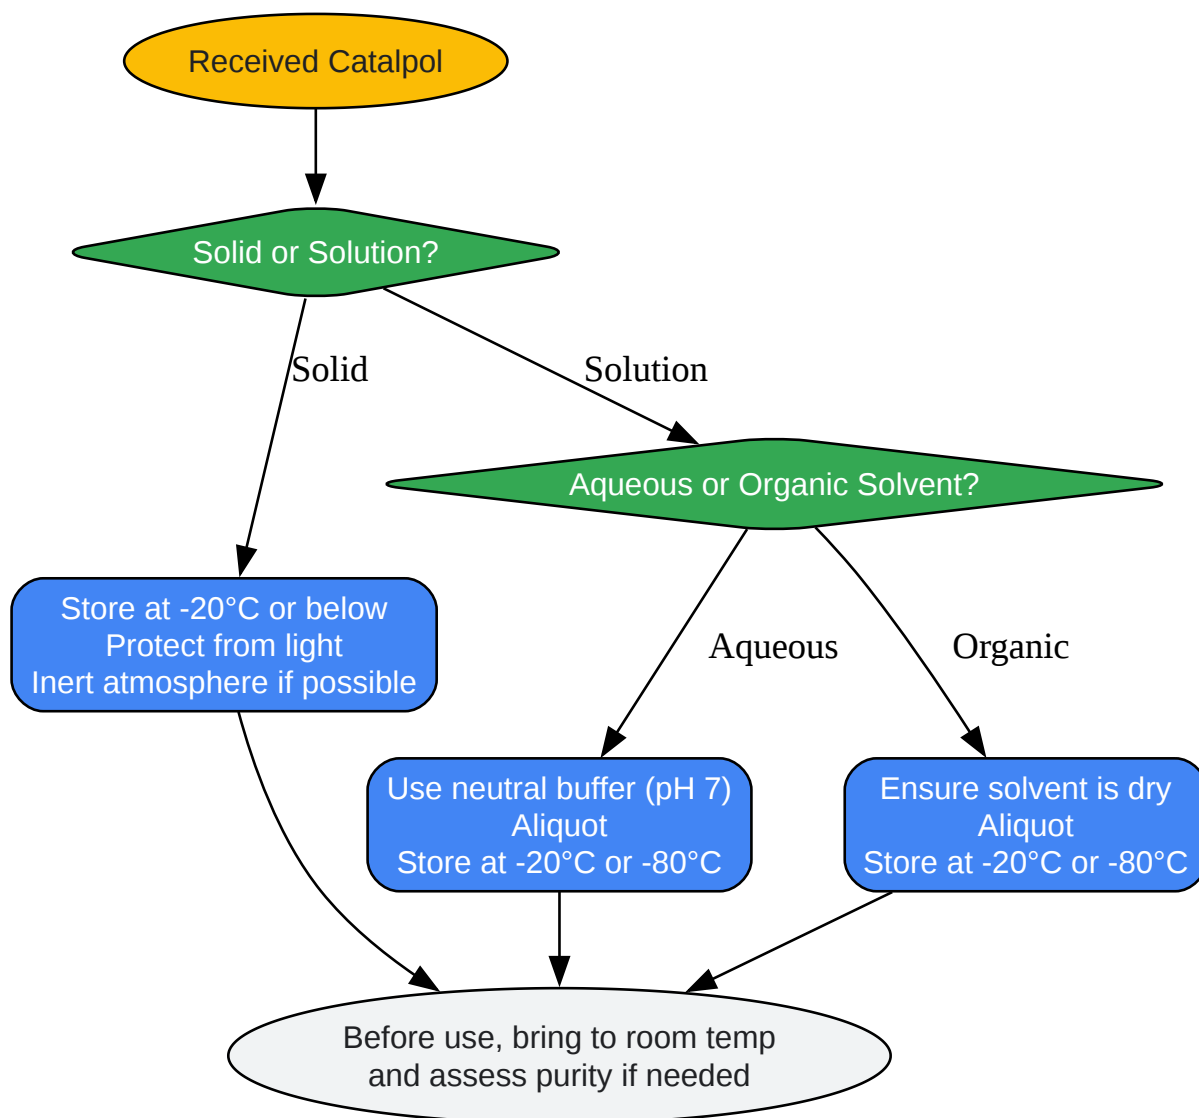 Received Catalpol
Solid or Solution?
Solid
Solution
Aqueous or Organic Solvent?
Store at -20°C or below
Protect from light
Inert atmosphere if possible
Aqueous
Organic
Use neutral buffer (pH 7)
Aliquot
Store at -20°C or -80°C
Ensure solvent is dry
Aliquot
Store at -20°C or -80°C
Before use, bring to room temp
and assess purity if needed